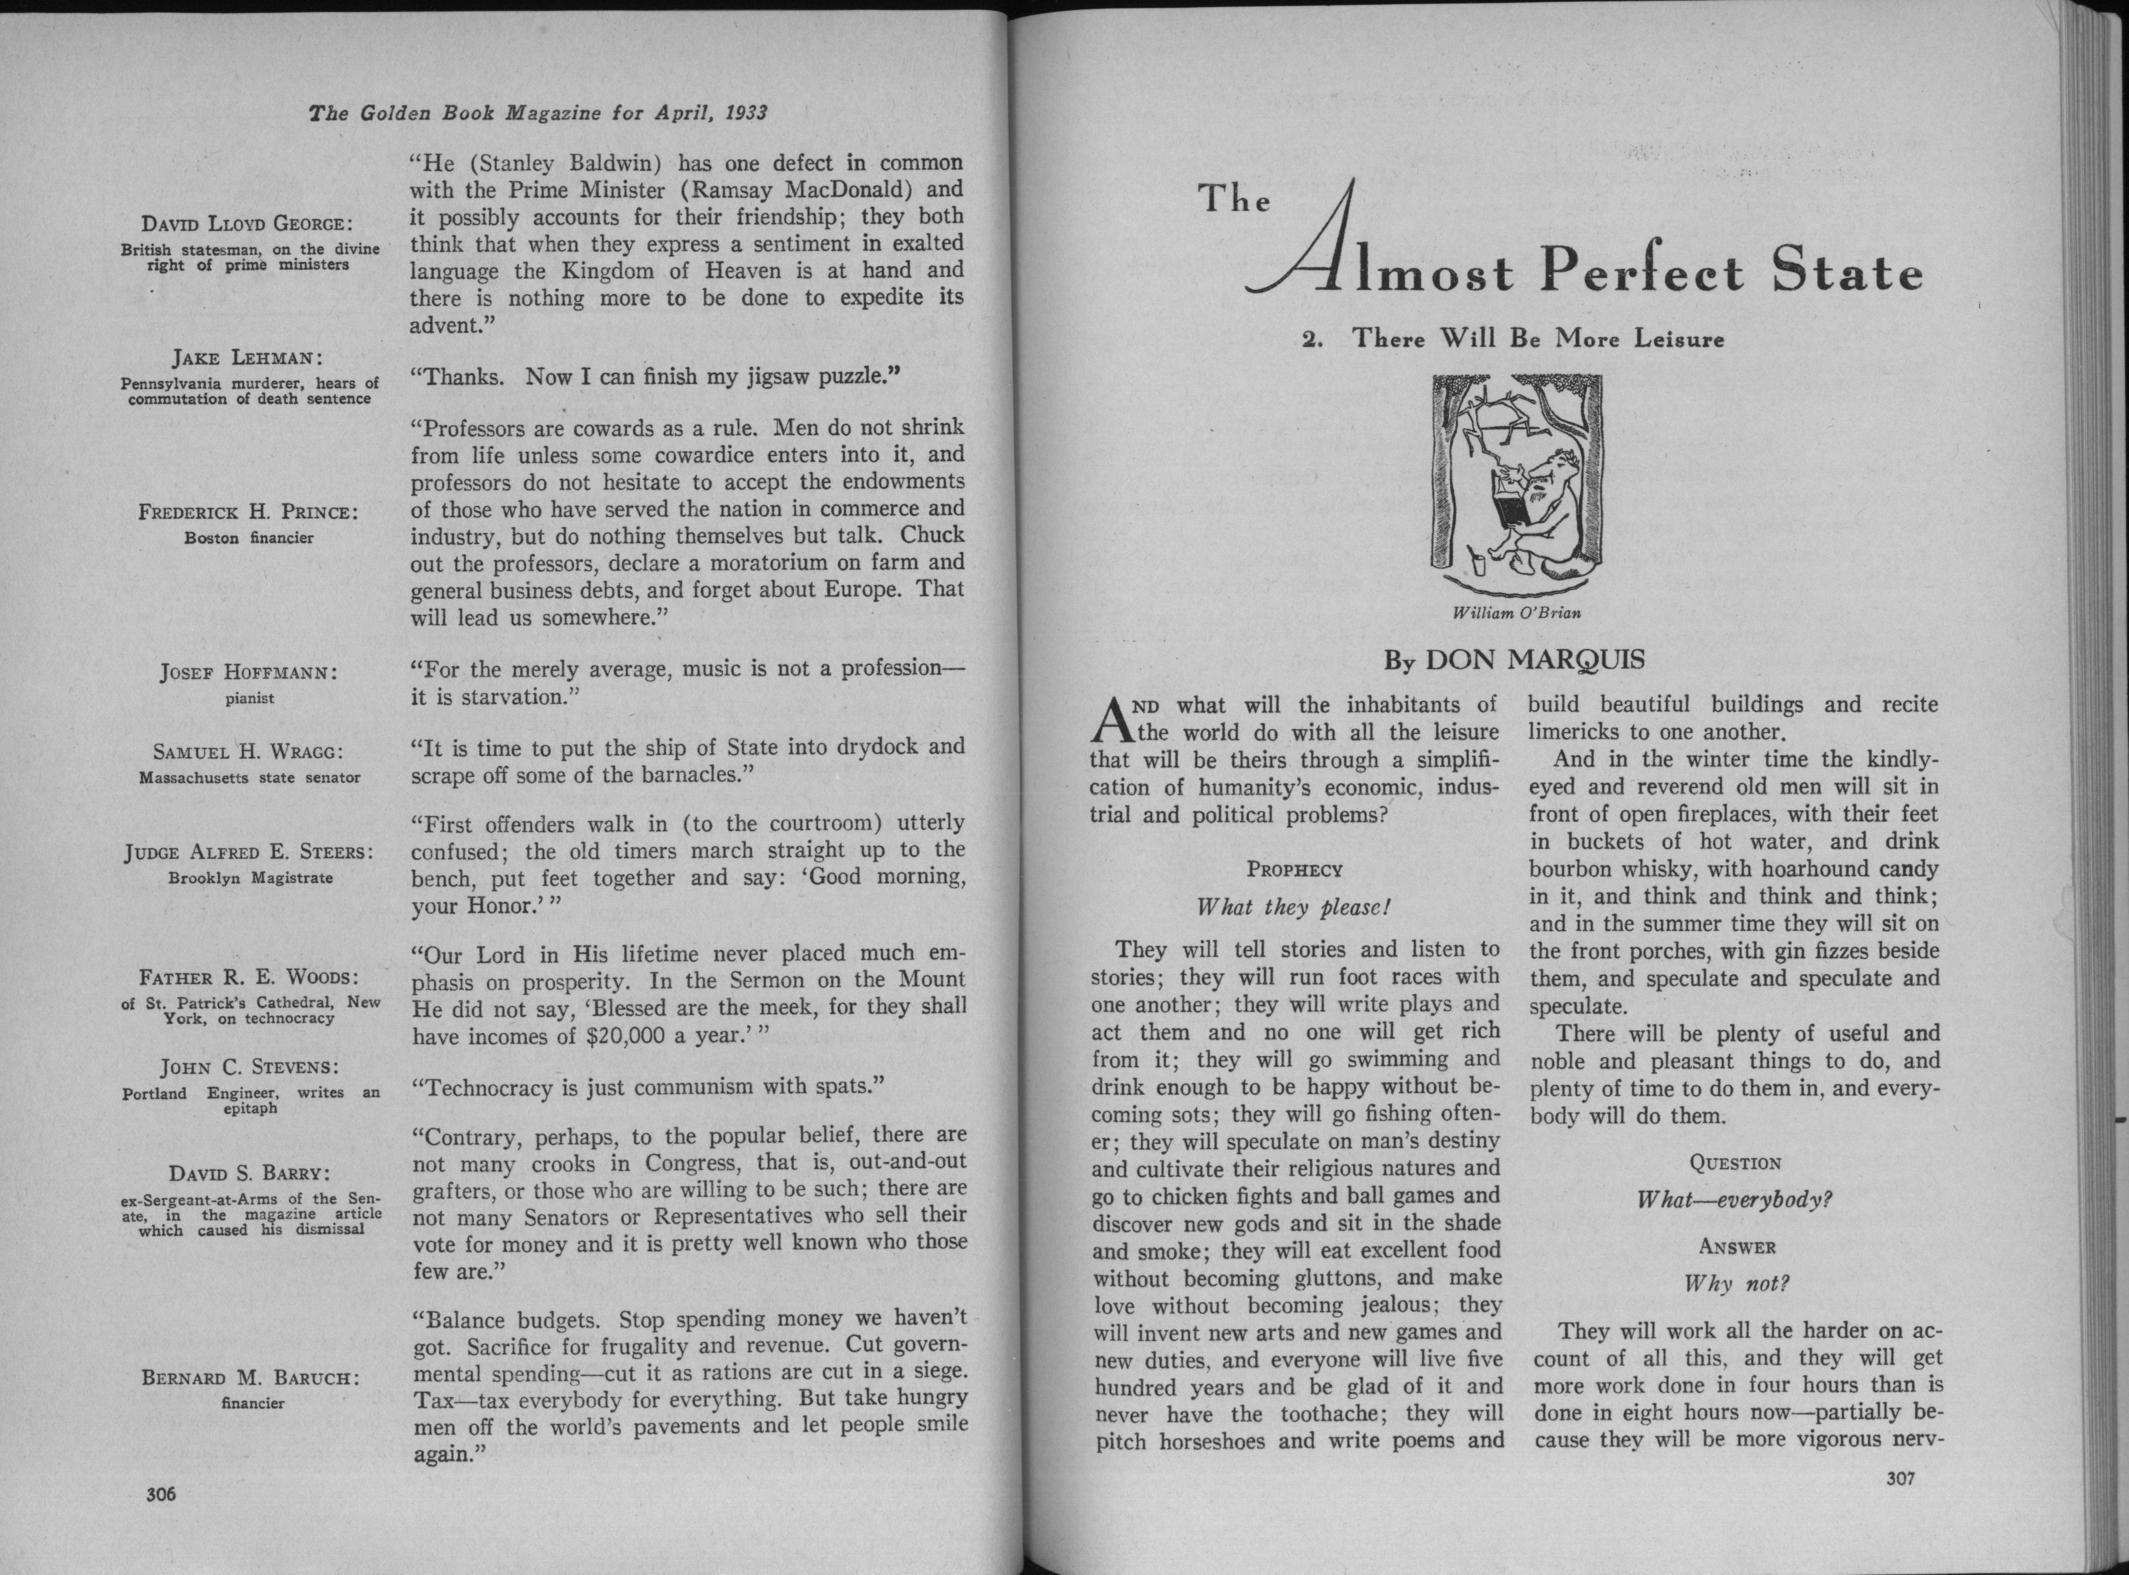 The Golden Book Magazine for April, 1933
DAVID LLOYD GEORGE:
British statesman, on the divine
right of prime ministers
“He (Stanley Baldwin) has one defect in common
with the Prime Minister (Ramsay MacDonald) and
it possibly accounts for their friendship; they both
think that when they express a sentiment in exalted
language the Kingdom of Heaven is at hand and
there is nothing more to be done to expedite its
advent.”
JAKE LEHMAN:
Pennsylvania murderer, hears of
commutation of death sentence
“Thanks. Now I can finish my jigsaw puzzle.”
FREDERICK H. PRINCE:
Boston financier
“Professors are cowards as a rule. Men do not shrink
from life unless some cowardice enters into it, and
professors do not hesitate to accept the endowments
of those who have served the nation in commerce and
industry, but do nothing themselves but talk. Chuck
out the professors, declare a moratorium on farm and
general business debts, and forget about Europe. That
will lead us somewhere.”
JOSEF HOFFMANN:
pianist
“For the merely average, music is not a profession—
it is starvation.”
SAMUEL H. WRAGG:
Massachusetts state senator
“It is time to put the ship of State into drydock and
scrape off some of the barnacles.”
JUDGE ALFRED E. STEERS:
Brooklyn Magistrate
“First offenders walk in (to the courtroom) utterly
confused; the old timers march straight up to the
bench, put feet together and say: ‘Good morning,
your Honor.’ ”
FATHER R. E. WOODS:
of St. Patrick's Cathedral, New
York, on technocracy
“Our Lord in His lifetime never placed much em-
phasis on prosperity. In the Sermon on the Mount
He did not say, ‘Blessed are the meek, for they shall
have incomes of $20,000 a year.’ ”
JOHN C. STEVENS:
Portland Engineer, writes an
epitaph
“Technocracy is just communism with spats.”
DAVID S. BARRY:
ex-Sergeant-at-Arms of the Sen-
ate, in the magazine article
which caused his dismissal
“Contrary, perhaps, to the popular belief, there are
not many crooks in Congress, that is, out-and-out
grafters, or those who are willing to be such; there are
not many Senators or Representatives who sell their
vote for money and it is pretty well known who those
few are.”
BERNARD M. BARUCH:
financier
“Balance budgets. Stop spending money we haven't
got. Sacrifice for frugality and revenue. Cut govern-
mental spending—cut it as rations are cut in a siege.
Tax—tax everybody for everything. But take hungry
men off the world's pavements and let people smile
again.”
306
The
Almost Perfect State
2. There Will Be More Leisure
William O'Brian
By DON MARQUIS
AND what will the inhabitants of
the world do with all the leisure
that will be theirs through a simplifi-
cation of humanity's economic, indus-
trial and political problems?
PROPHECY
What they please!
They will tell stories and listen to
stories; they will run foot races with
one another; they will write plays and
act them and no one will get rich
from it; they will go swimming and
drink enough to be happy without be-
coming sots; they will go fishing often-
er; they will speculate on man's destiny
and cultivate their religious natures and
go to chicken fights and ball games and
discover new gods and sit in the shade
and smoke; they will eat excellent food
without becoming gluttons, and make
love without becoming jealous; they
will invent new arts and new games and
new duties, and everyone will live five
hundred years and be glad of it and
never have the toothache; they will
pitch horseshoes and write poems and
build beautiful buildings and recite
limericks to one another.
And in the winter time the kindly-
eyed and reverend old men will sit in
front of open fireplaces, with their feet
in buckets of hot water, and drink
bourbon whisky, with hoarhound candy
in it, and think and think and think;
and in the summer time they will sit on
the front porches, with gin fizzes beside
them, and speculate and speculate and
speculate.
There will be plenty of useful and
noble and pleasant things to do, and
plenty of time to do them in, and every-
body will do them.
QUESTION
What—everybody?
ANSWER
Why not?
They will work all the harder on ac-
count of all this, and they will get
more work done in four hours than is
done in eight hours now—partially be-
cause they will be more vigorous nerv-
307